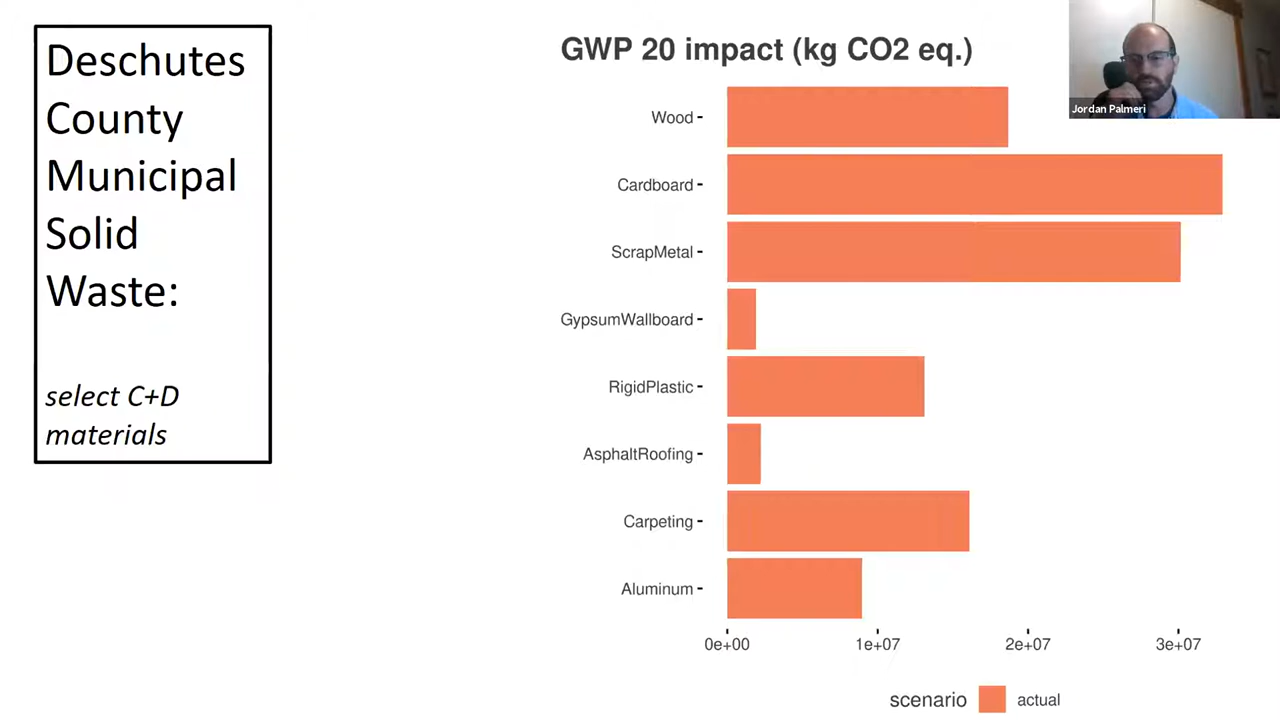 Deschutes
County
Municipal
Solid
Waste:
select C+D
materials
GWP 20 impact (kg CO2 eq.)
Jordan Palmeri
Wood
Cardboard
ScrapMetal
GypsumWallboard
RigidPlastic
AsphaltRoofing
Carpeting
Aluminum
0e+00 1e+07 2e+07 3e+07
scenario actual